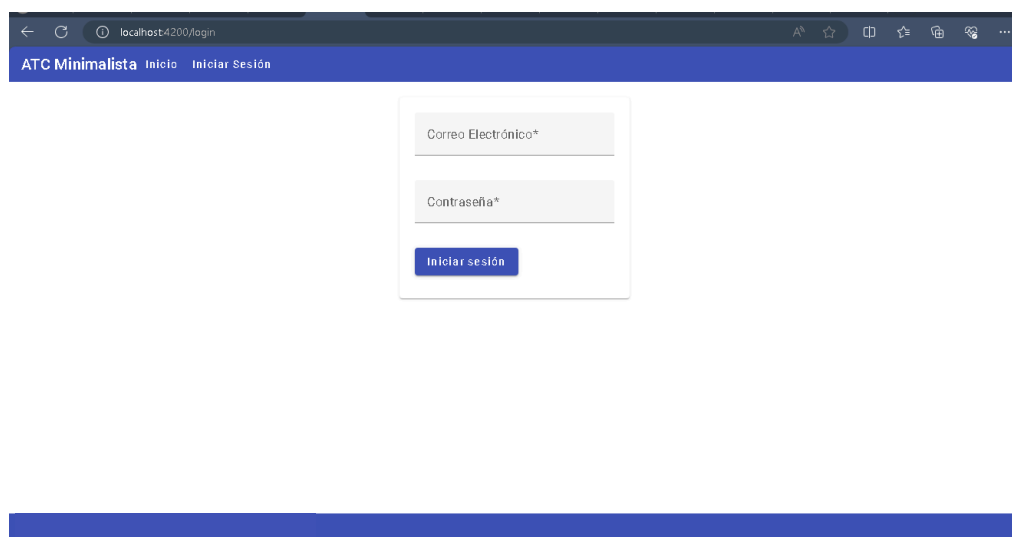 localhost:4200/login
ATC Minimalista Inicio Iniciar Sesión
Correo Electrónico*
Contraseña*
Iniciar sesión